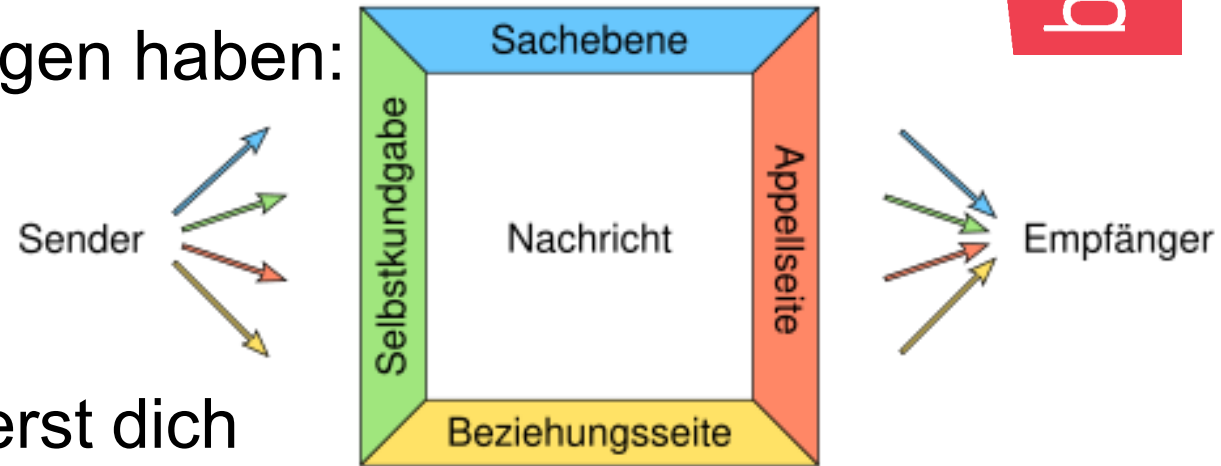 gen haben:
Sachebene
Selbstkundgabe
Appellseite
Sender
Nachricht
Empfänger
erst dich
Beziehungsseite
b